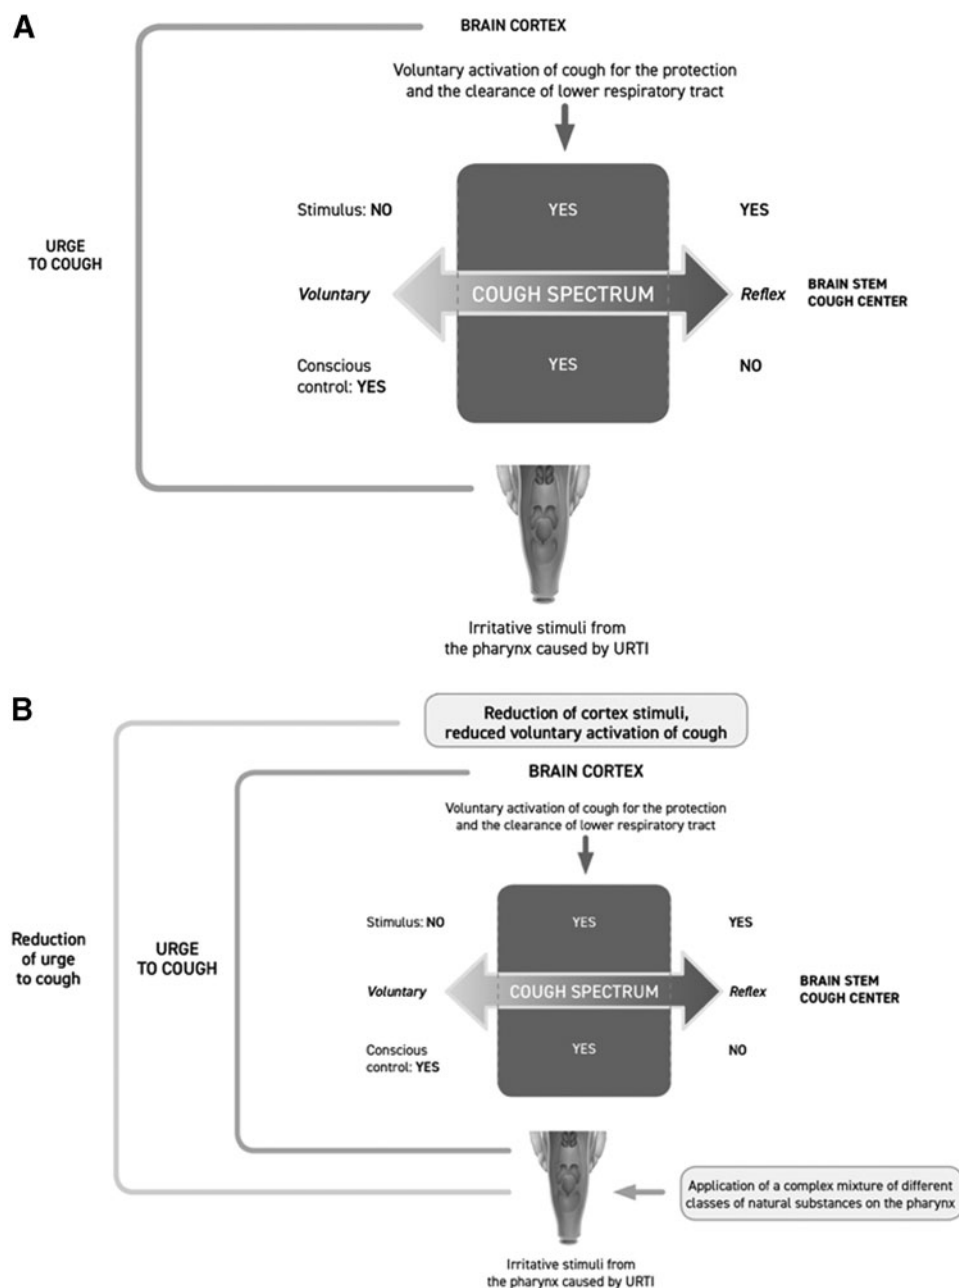 A
BRAIN CORTEX
Voluntary activation of cough for the protection
and the clearance of lower respiratory tract
Stimulus: NO
YES
YES
URGE
TO COUGH
Voluntary
COUGH SPECTRUM
Reflex
BRAIN STEM
COUGH CENTER
Conscious
control: YES
YES
NO
Irritative stimuli from
the pharynx caused by URTI
B
Reduction of cortex stimuli,
reduced voluntary activation of cough
BRAIN CORTEX
Voluntary activation of cough for the protection
and the clearance of lower respiratory tract
Stimulus: NO
YES
YES
Reduction
of urge
to cough
URGE
TO COUGH
Voluntary
COUGH SPECTRUM
Reflex
BRAIN STEM
COUGH CENTER
Conscious
control: YES
YES
NO
Application of a complex mixture of different
classes of natural substances on the pharynx
Irritative stimuli from
the pharynx caused by URTI